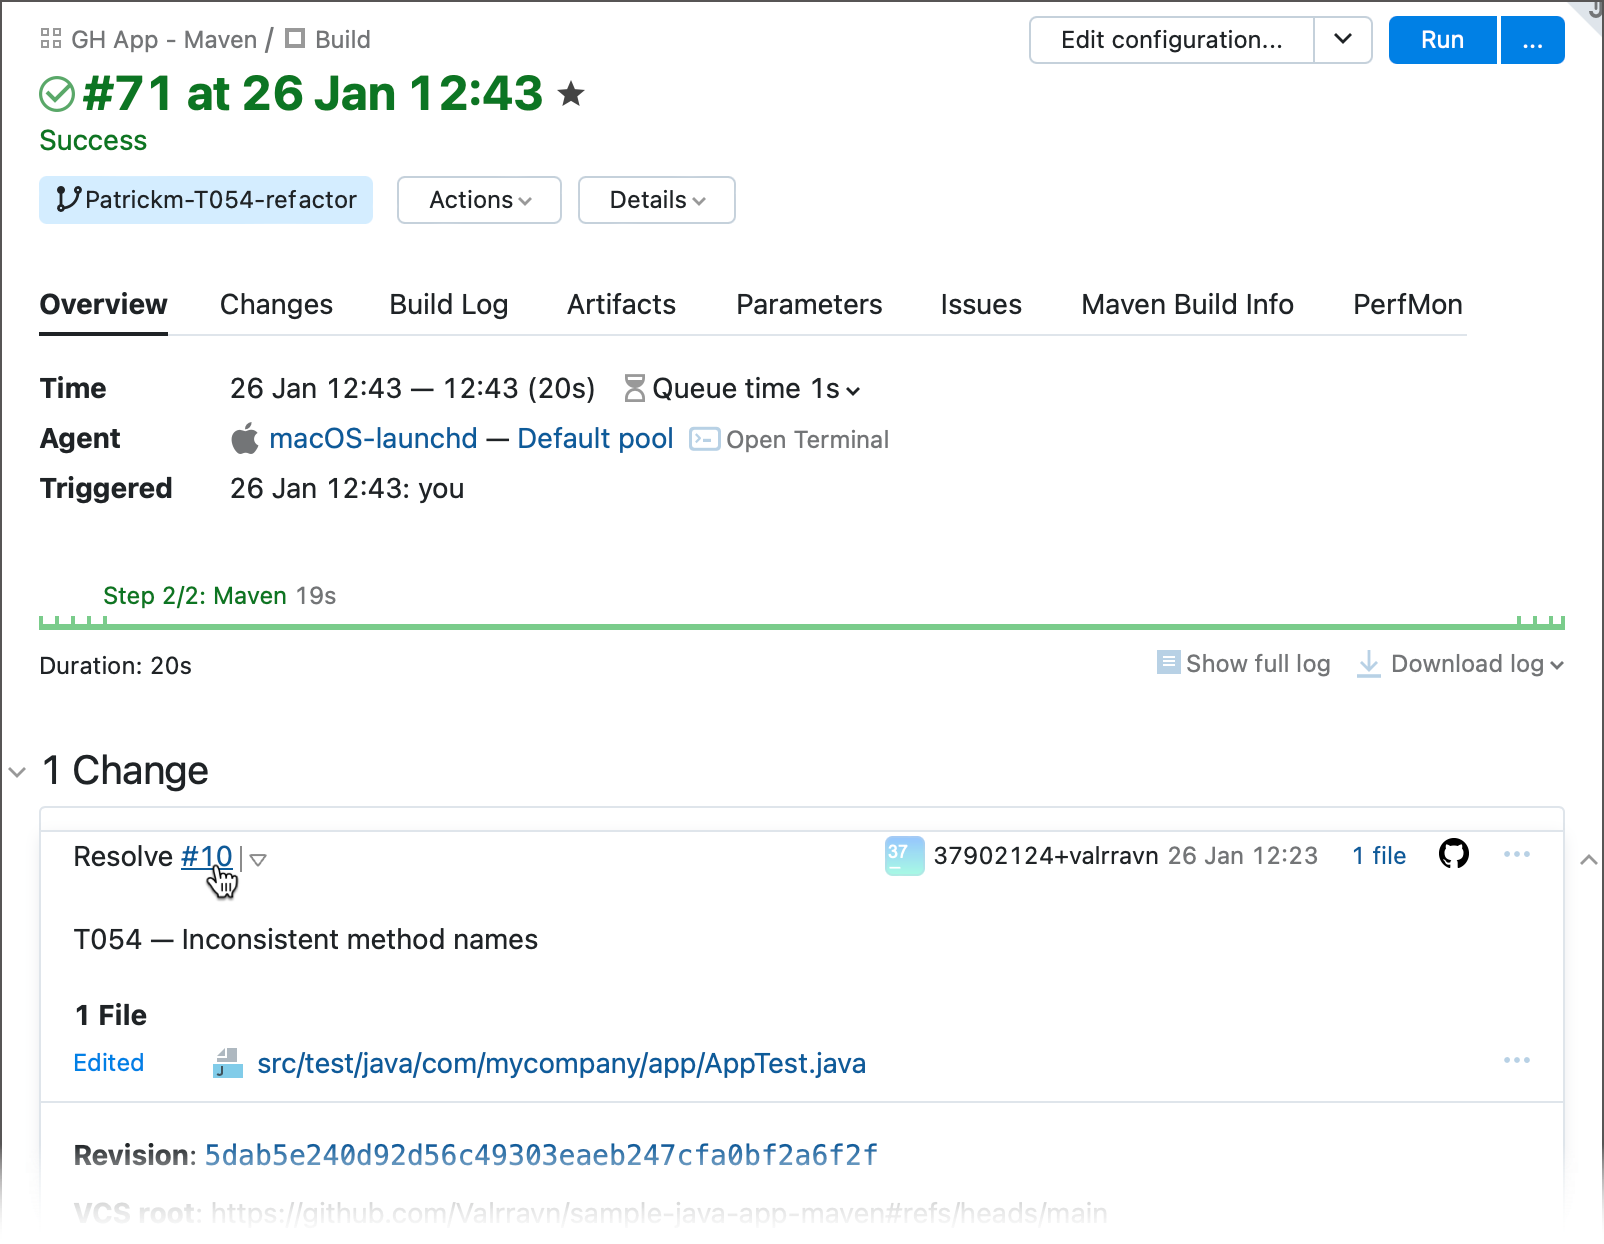 GH App - Maven / Build
Edit configuration...
Run
...
#71 at 26 Jan 12:43
Success
Patrickm-T054-refactor
Actions
Details
Overview
Changes
Build Log
Artifacts
Parameters
Issues
Maven Build Info
PerfMon
Time 26 Jan 12:43 — 12:43 (20s) Queue time 1s
Agent macOS-launchd — Default pool Open Terminal
Triggered 26 Jan 12:43: you
Step 2/2: Maven 19s
Duration: 20s
Show full log
Download log
1 Change
Resolve #10
37 37902124+valrravn 26 Jan 12:23 1 file
T054 — Inconsistent method names
1 File
Edited J src/test/java/com/mycompany/app/AppTest.java
Revision: 5dab5e240d92d56c49303eaeb247cfa0bf2a6f2f
VCS root: https://github.com/Valrravn/sample-java-app-maven#refs/heads/main